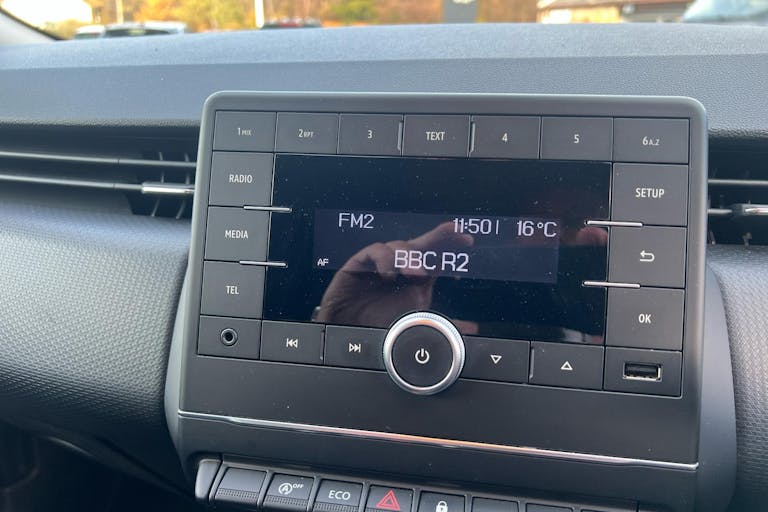 1 MIX 2 RPT 3 TEXT 4 5 6 A.Z
RADIO SETUP
FM2 11:50 16°C
MEDIA
AF BBC R2
TEL OK
OFF ECO